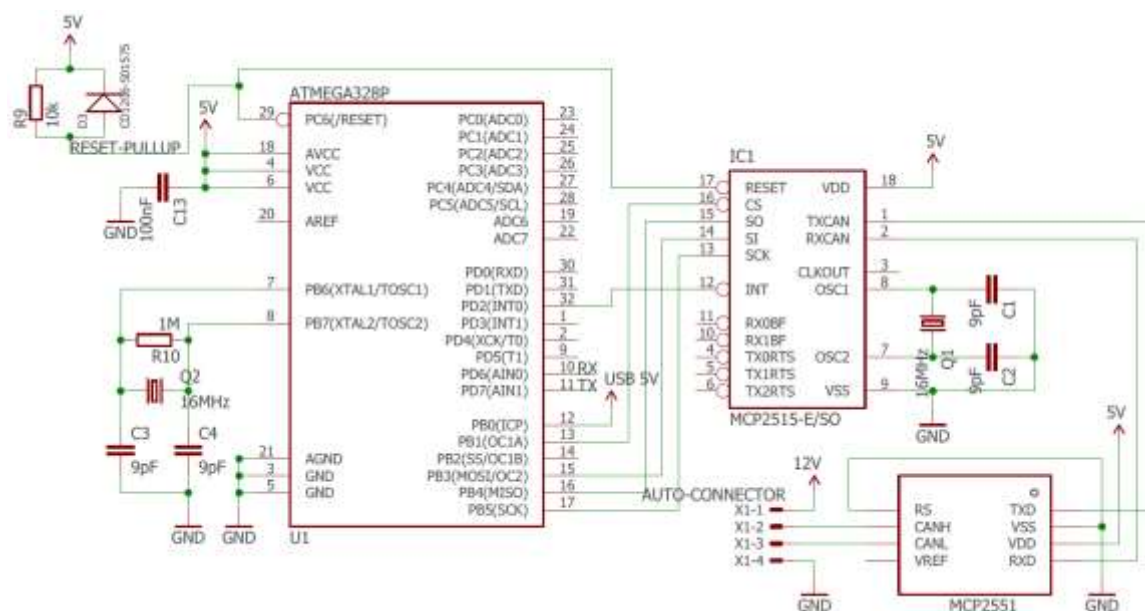 5V
R9
10k
D3
CD1206-S01575
RESET-PULLUP
ATMEGA328P
5V
29 PC6(/RESET)
18 AVCC
4 VCC
6 VCC
20 AREF
7 PB6(XTAL1/TOSC1)
8 PB7(XTAL2/TOSC2)
21 AGND
3 GND
5 GND
PC0(ADC0) 23
PC1(ADC1) 24
PC2(ADC2) 25
PC3(ADC3) 26
PC4(ADC4/SDA) 27
PC5(ADC5/SCL) 28
ADC6 19
ADC7 22
PD0(RXD) 30
PD1(TXD) 31
PD2(INT0) 32
PD3(INT1) 1
PD4(XCK/T0) 2
PD5(T1) 9
PD6(AIN0) 10 RX
PD7(AIN1) 11 TX
PB0(ICP) 12
PB1(OC1A) 13
PB2(SS/OC1B) 14
PB3(MOSI/OC2) 15
PB4(MISO) 16
PB5(SCK) 17
U1
GND
100nF
C13
1M
R10
Q2
16MHz
C3
9pF
C4
9pF
GND
GND
USB 5V
IC1
17 RESET
16 CS
15 SO
14 SI
13 SCK
12 INT
11 RX0BF
10 RX1BF
4 TX0RTS
5 TX1RTS
6 TX2RTS
VDD 18
TXCAN 1
RXCAN 2
CLKOUT 3
OSC1 8
OSC2 7
VSS 9
MCP2515-E/SO
5V
9pF
C1
16MHz
Q1
9pF
C2
GND
12V
AUTO-CONNECTOR
X1-1
X1-2
X1-3
X1-4
GND
5V
RS
CANH
CANL
VREF
TXD
VSS
VDD
RXD
MCP2551
GND